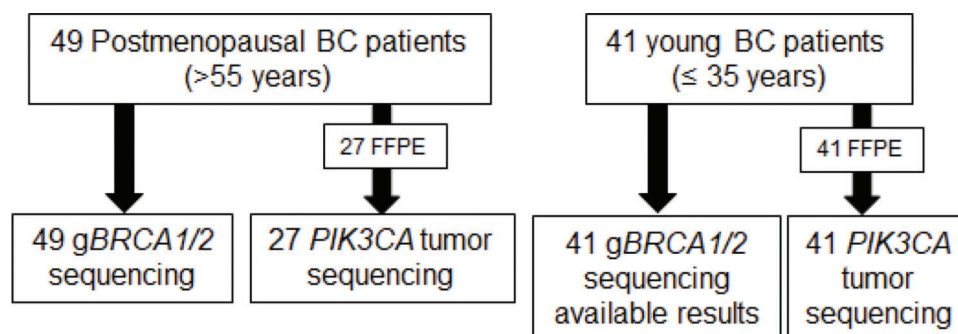 49 Postmenopausal BC patients
(>55 years)
41 young BC patients
(≤ 35 years)
27 FFPE
41 FFPE
49 gBRCA1/2
sequencing
27 PIK3CA tumor
sequencing
41 gBRCA1/2
sequencing
available results
41 PIK3CA
tumor
sequencing